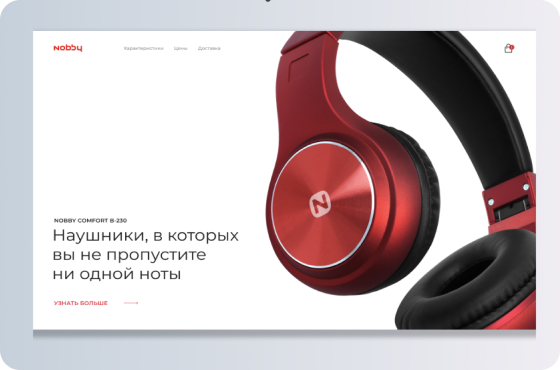 Nobby
Характеристики Цены Доставка
NOBBY COMFORT B-230
Наушники, в которых
вы не пропустите
ни одной ноты
УЗНАТЬ БОЛЬШЕ